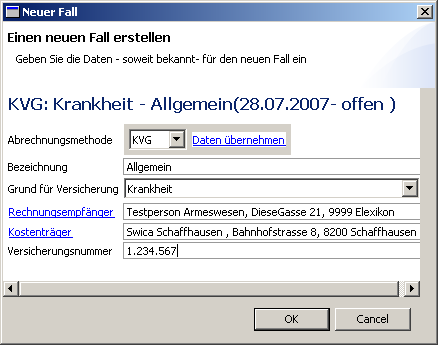 Neuer Fall
Einen neuen Fall erstellen
Geben Sie die Daten - soweit bekannt- für den neuen Fall ein
KVG: Krankheit - Allgemein(28.07.2007- offen )
Abrechnungsmethode KVG Daten übernehmen
Bezeichnung Allgemein
Grund für Versicherung Krankheit
Rechnungsempfänger Testperson Armeswesen, DieseGasse 21, 9999 Elexikon
Kostenträger Swica Schaffhausen , Bahnhofstrasse 8, 8200 Schaffhausen
Versicherungsnummer 1.234.567
OK Cancel